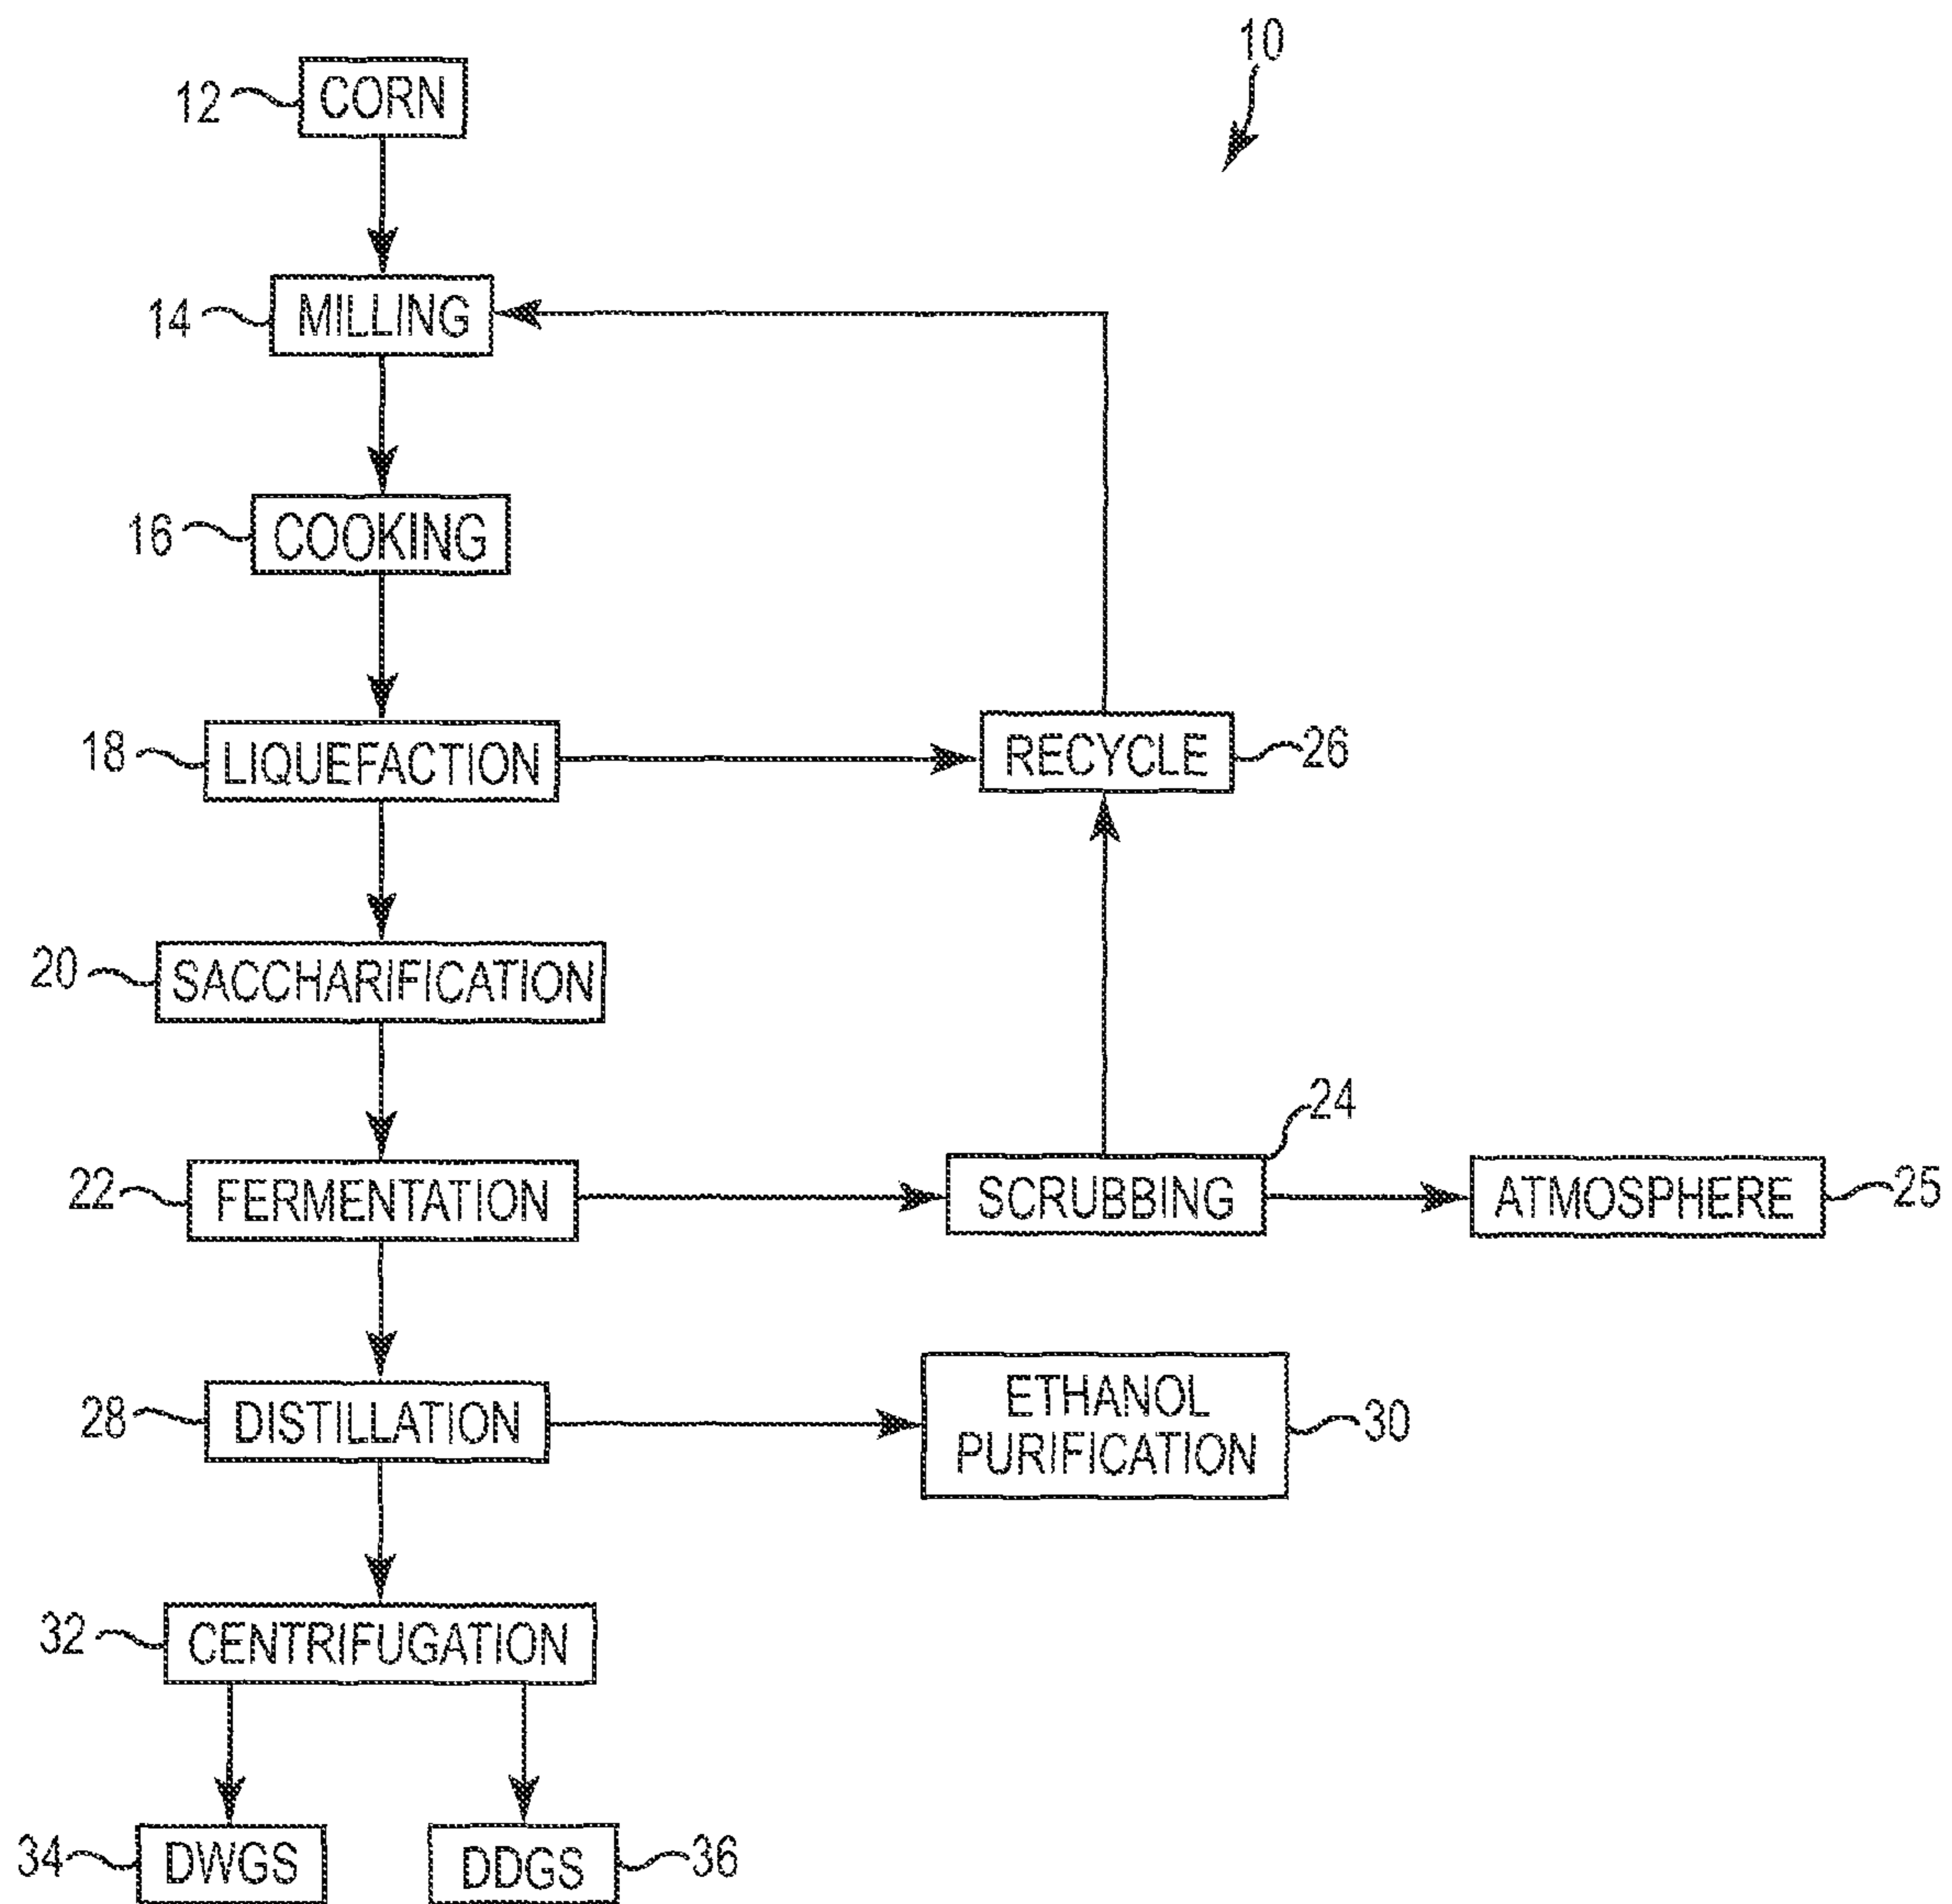 10
12 CORN
14 MILLING
16 COOKING
18 LIQUEFACTION
RECYCLE 26
20 SACCHARIFICATION
24
22 FERMENTATION
SCRUBBING
ATMOSPHERE 25
28 DISTILLATION
ETHANOL
PURIFICATION
30
32 CENTRIFUGATION
34 DWGS
DDGS 36